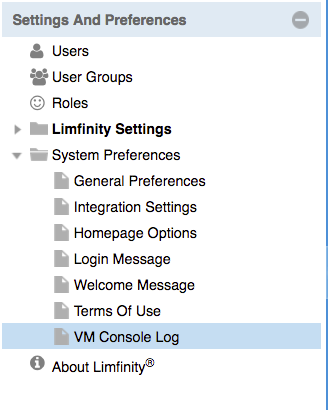 Settings And Preferences
Users
User Groups
Roles
Limfinity Settings
System Preferences
General Preferences
Integration Settings
Homepage Options
Login Message
Welcome Message
Terms Of Use
VM Console Log
About Limfinity®